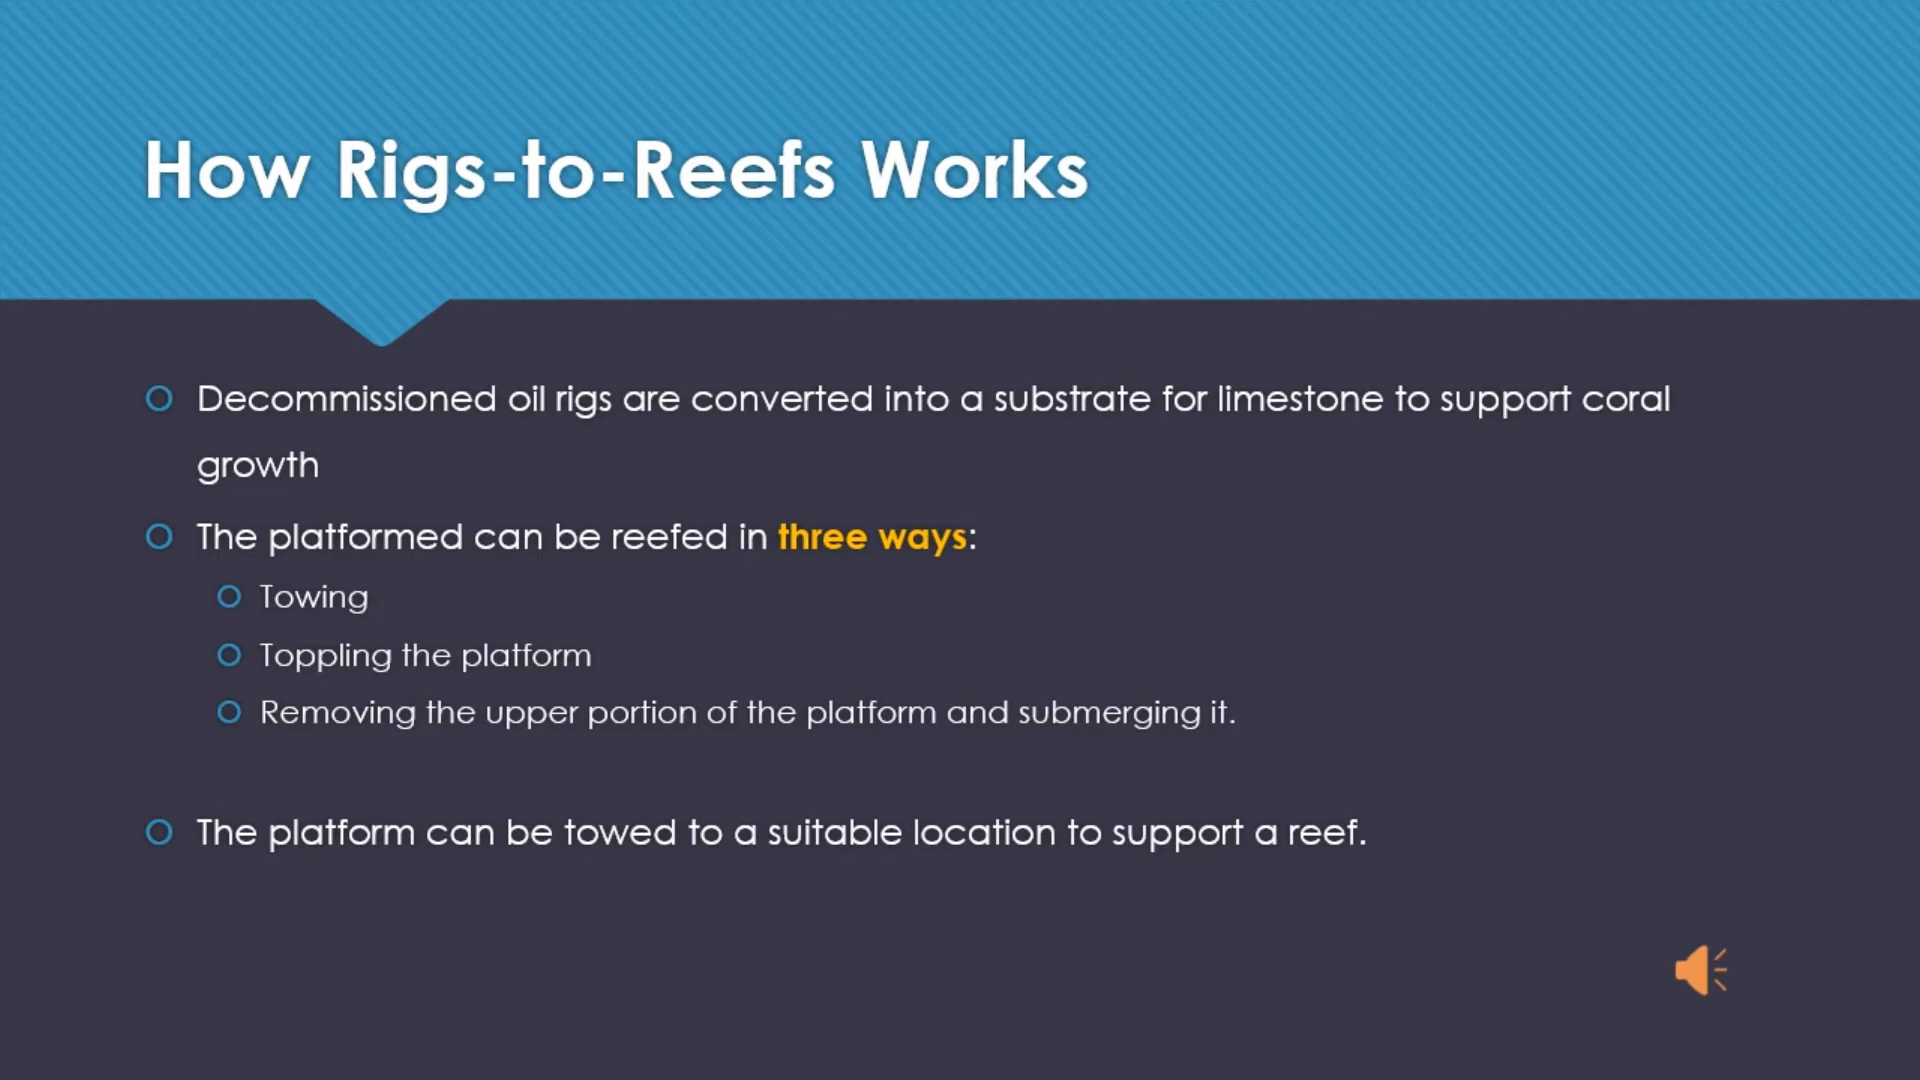 How Rigs-to-Reefs Works
Decommissioned oil rigs are converted into a substrate for limestone to support coral
growth
The platformed can be reefed in three ways:
Towing
Toppling the platform
Removing the upper portion of the platform and submerging it.
The platform can be towed to a suitable location to support a reef.